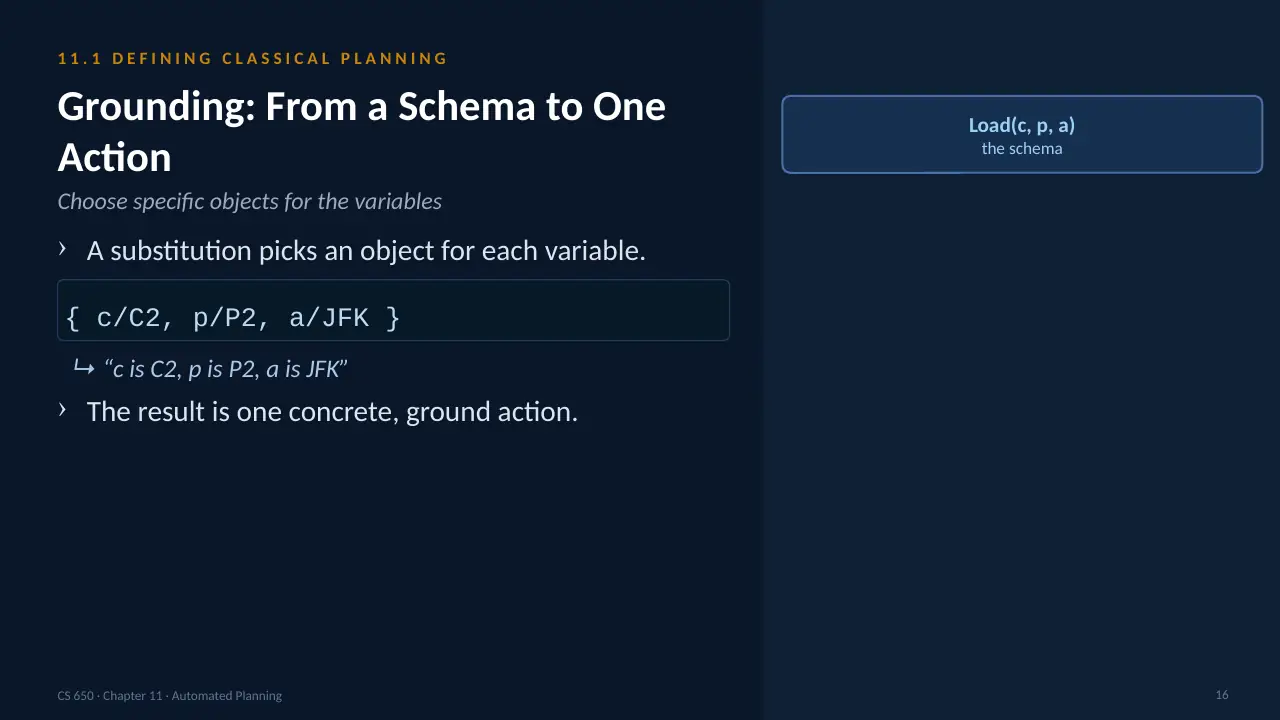 11.1 DEFINING CLASSICAL PLANNING
Grounding: From a Schema to One
Action
Choose specific objects for the variables
› A substitution picks an object for each variable.
{ c/C2, p/P2, a/JFK }
↳ “c is C2, p is P2, a is JFK”
› The result is one concrete, ground action.
Load(c, p, a)
the schema
CS 650 · Chapter 11 · Automated Planning
16